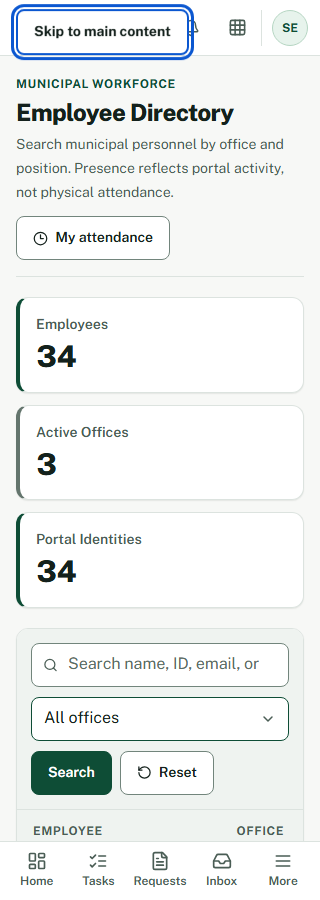 Skip to main content
SE
MUNICIPAL WORKFORCE
Employee Directory
Search municipal personnel by office and
position. Presence reflects portal activity,
not physical attendance.
My attendance
Employees
34
Active Offices
3
Portal Identities
34
Search name, ID, email, or
All offices
Search
Reset
EMPLOYEE
OFFICE
Home
Tasks
Requests
Inbox
More